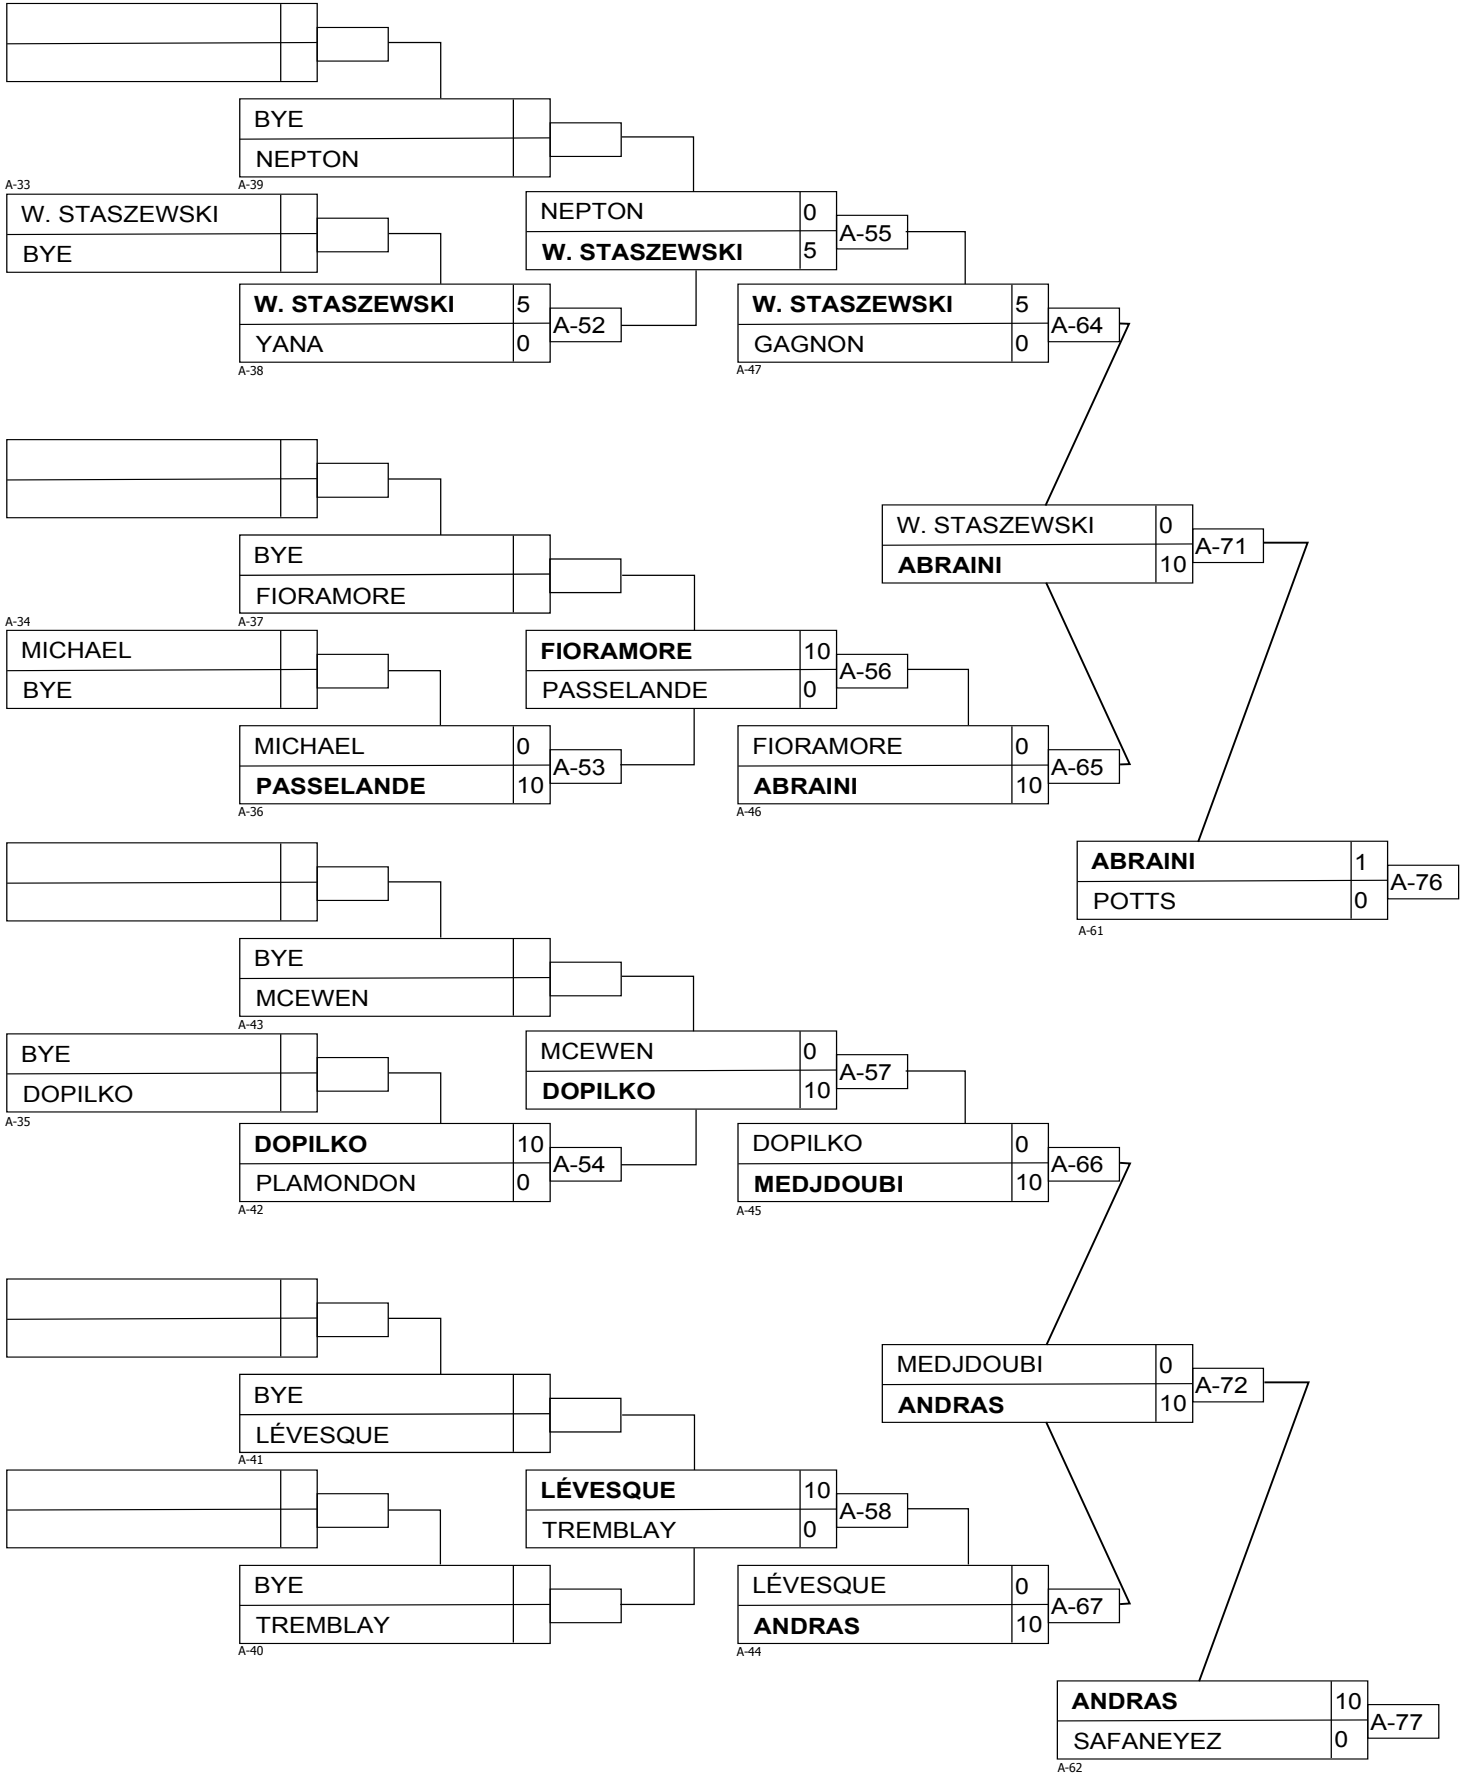 BYE
NEPTON
A-33
A-39
W. STASZEWSKI
BYE
NEPTON 0
W. STASZEWSKI 5
A-55
W. STASZEWSKI 5
YANA 0
A-52
A-38
W. STASZEWSKI 5
GAGNON 0
A-64
A-47
BYE
FIORAMORE
A-34
A-37
MICHAEL
BYE
FIORAMORE 10
PASSELANDE 0
A-56
MICHAEL 0
PASSELANDE 10
A-53
A-36
FIORAMORE 0
ABRAINI 10
A-65
A-46
W. STASZEWSKI 0
ABRAINI 10
A-71
ABRAINI 1
POTTS 0
A-76
A-61
BYE
MCEWEN
A-43
BYE
DOPILKO
A-35
MCEWEN 0
DOPILKO 10
A-57
DOPILKO 10
PLAMONDON 0
A-54
A-42
DOPILKO 0
MEDJDOUBI 10
A-66
A-45
BYE
LÉVESQUE
A-41
LÉVESQUE 10
TREMBLAY 0
A-58
BYE
TREMBLAY
A-40
LÉVESQUE 0
ANDRAS 10
A-67
A-44
MEDJDOUBI 0
ANDRAS 10
A-72
ANDRAS 10
SAFANEYEZ 0
A-77
A-62